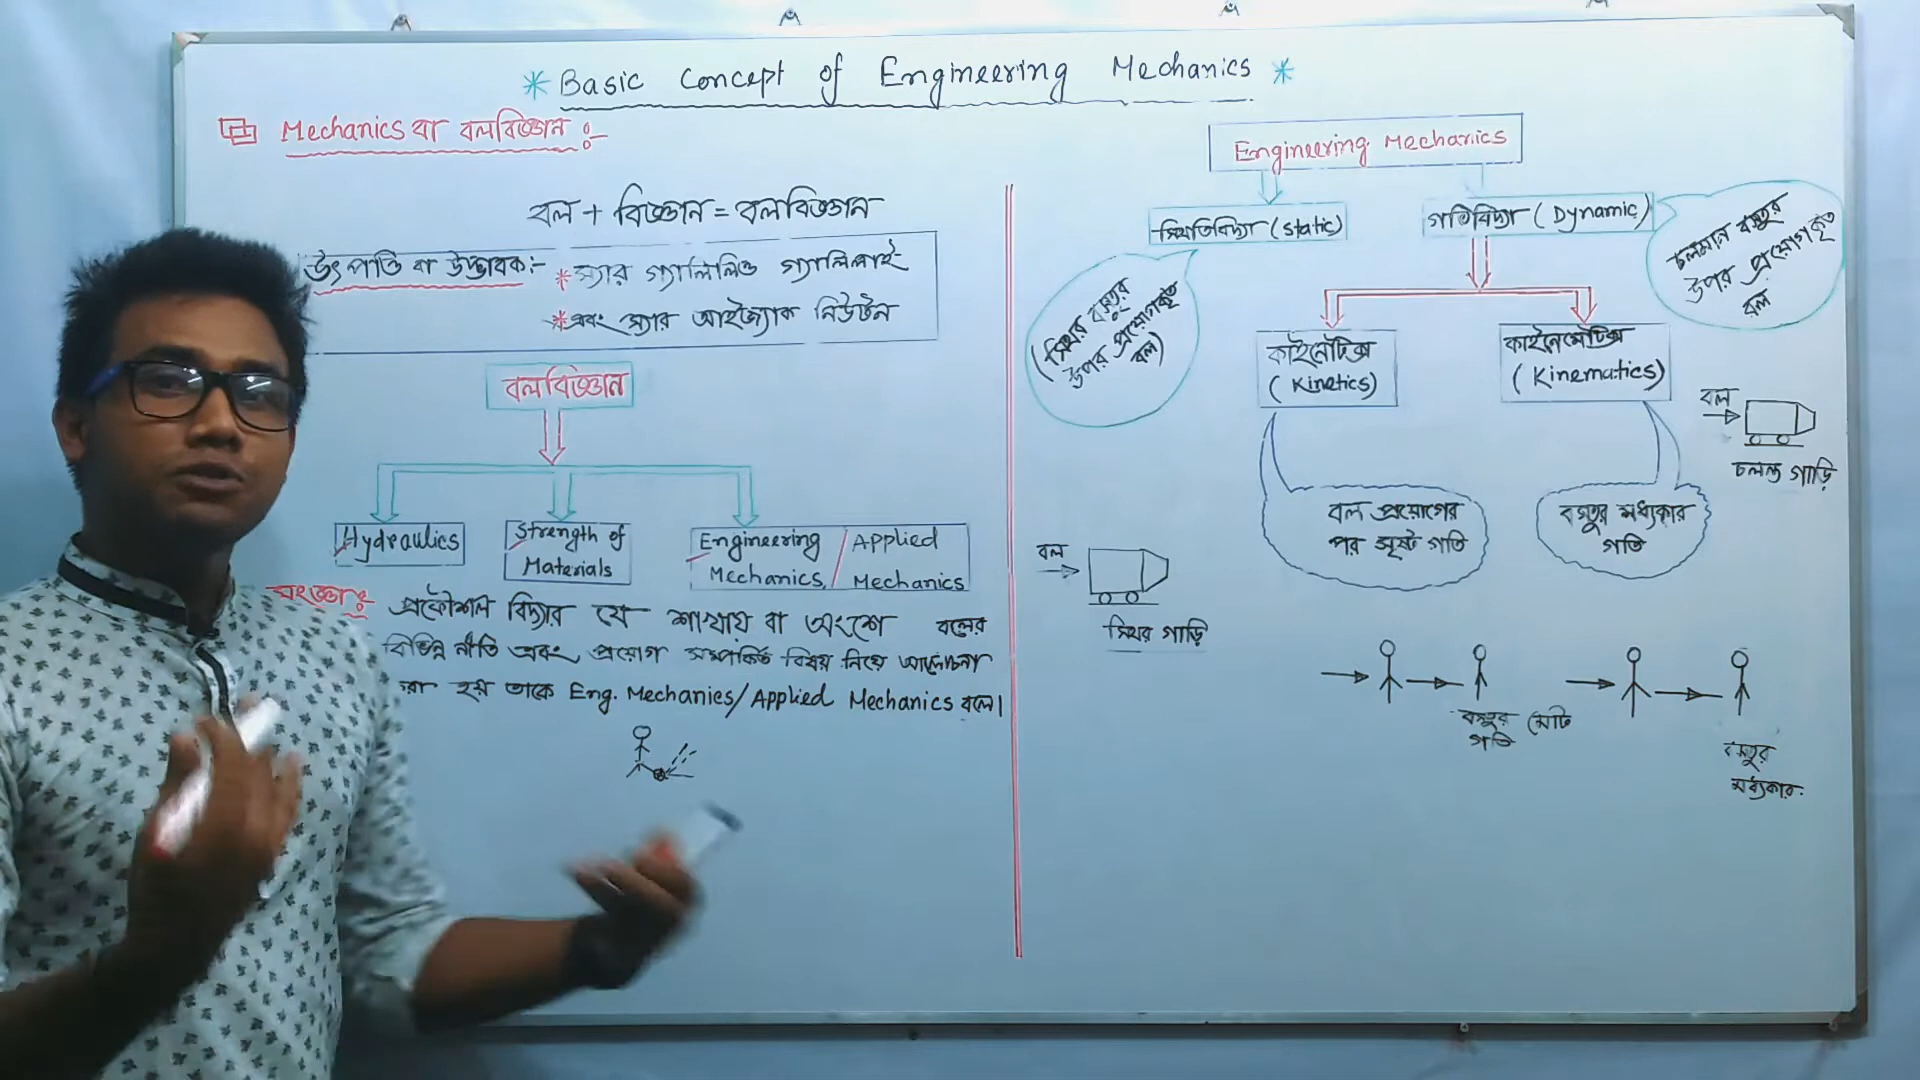 * Basic Concept of Engineering Mechanics *
Mechanics বা বলবিজ্ঞান :-
বল + বিজ্ঞান = বলবিজ্ঞান
উৎপত্তি বা উদ্ভাবক:- * স্যার গ্যালিলিও গ্যালিলাই
* এবং স্যার আইজ্যাক নিউটন
বলবিজ্ঞান
Hydraulics
Strength of
Materials
Engineering / Applied
Mechanics. / Mechanics
সংজ্ঞা: প্রকৌশল বিদ্যার যে শাখায় বা অংশে বলের
বিভিন্ন নীতি এবং প্রয়োগ সম্পর্কিত বিষয় নিয়ে আলোচনা
রা হয় তাকে Eng. Mechanics/Applied Mechanics বলে।
Engineering Mechanics
স্থিতিবিদ্যা (Static)
গতিবিদ্যা (Dynamic)
(স্থির বস্তুর
উপর প্রয়োগকৃত
বল)
চলমান বস্তুর
উপর প্রয়োগকৃত
বল
কাইনেটিক্স
(Kinetics)
কাইনেমেটিক্স
(Kinematics)
বল
চলন্ত গাড়ি
বল প্রয়োগের
পর সৃষ্ট গতি
বস্তুর মধ্যকার
গতি
বল
স্থির গাড়ি
বস্তুর মোট
গতি
বস্তুর
মধ্যকার